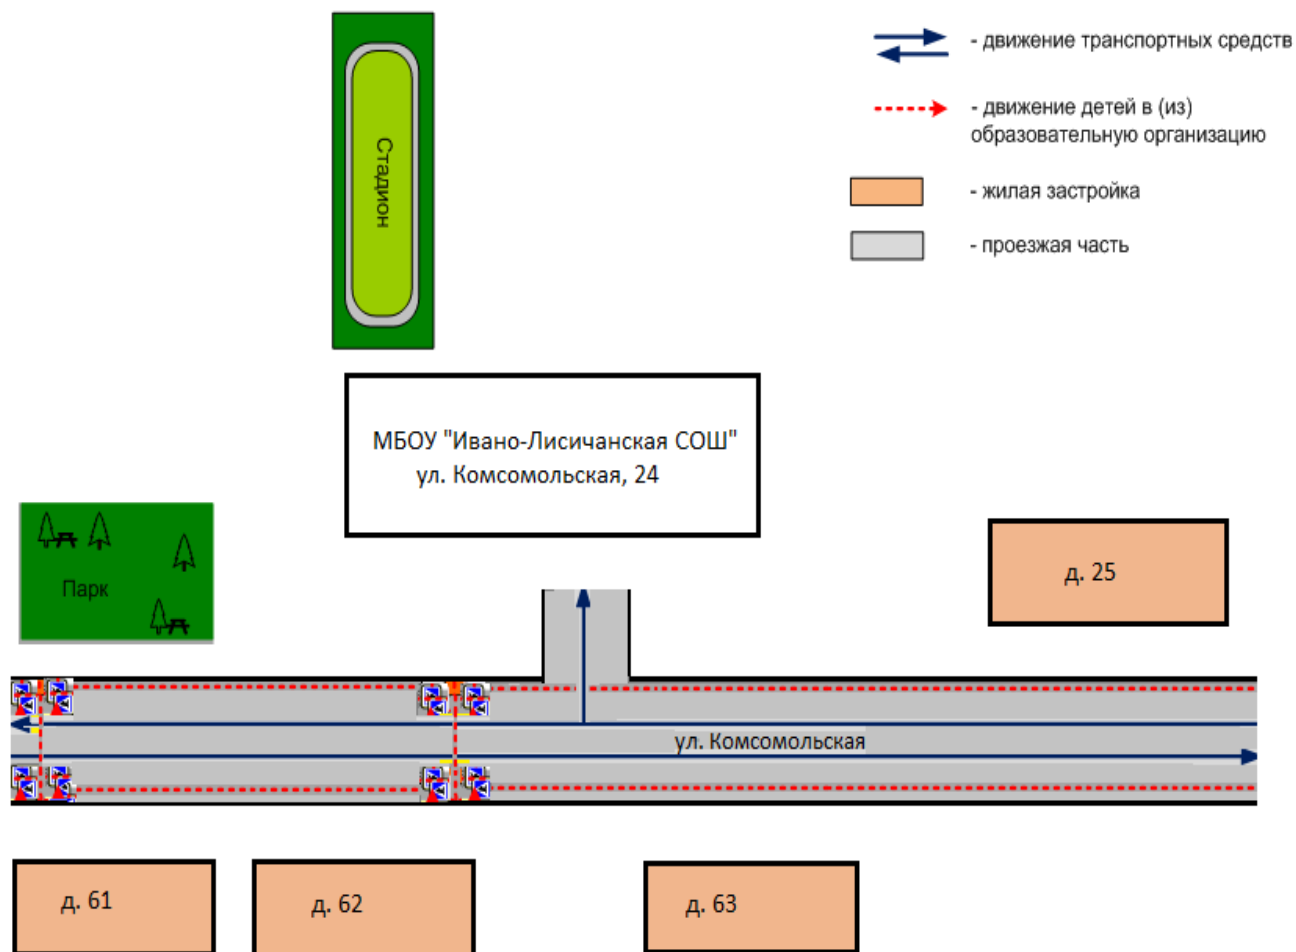 - движение транспортных средств
- движение детей в (из)
образовательную организацию
- жилая застройка
- проезжая часть
Стадион
МБОУ "Ивано-Лисичанская СОШ"
ул. Комсомольская, 24
Парк
д. 25
ул. Комсомольская
д. 61
д. 62
д. 63